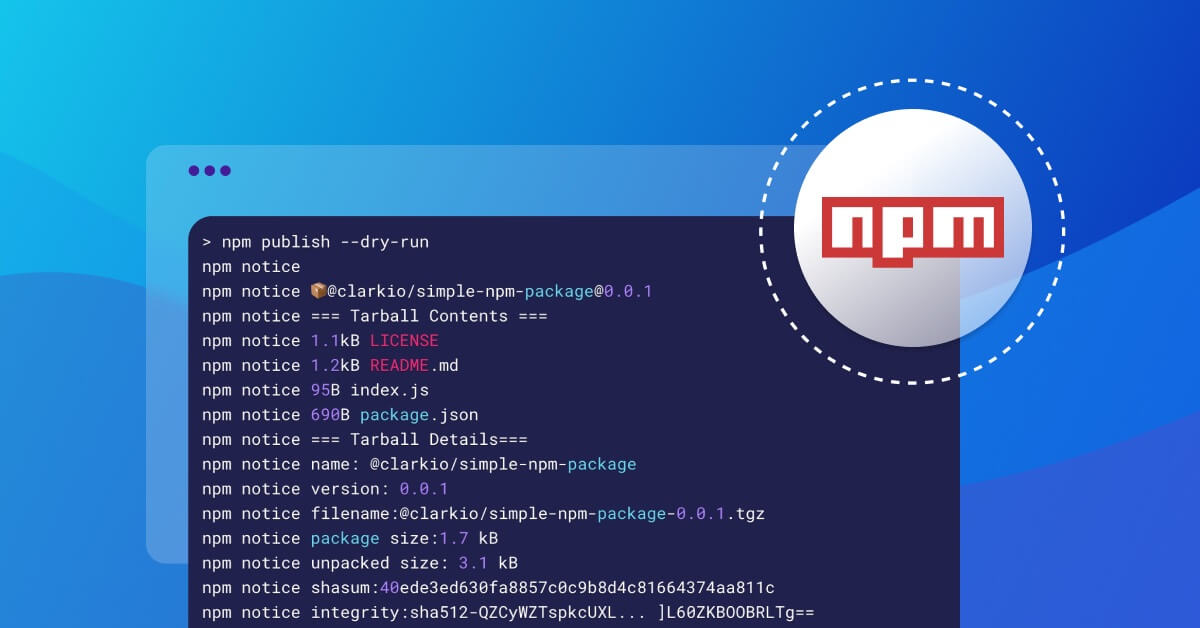 > npm publish --dry-run
npm notice
npm notice 📦@clarkio/simple-npm-package@0.0.1
npm notice === Tarball Contents ===
npm notice 1.1kB LICENSE
npm notice 1.2kB README.md
npm notice 95B index.js
npm notice 690B package.json
npm notice === Tarball Details===
npm notice name: @clarkio/simple-npm-package
npm notice version: 0.0.1
npm notice filename:@clarkio/simple-npm-package-0.0.1.tgz
npm notice package size:1.7 kB
npm notice unpacked size: 3.1 kB
npm notice shasum:40ede3ed630fa8857c0c9b8d4c81664374aa811c
npm notice integrity:sha512-QZCyWZTspkcUXL... ]L60ZKBOOBRLTg==
npm